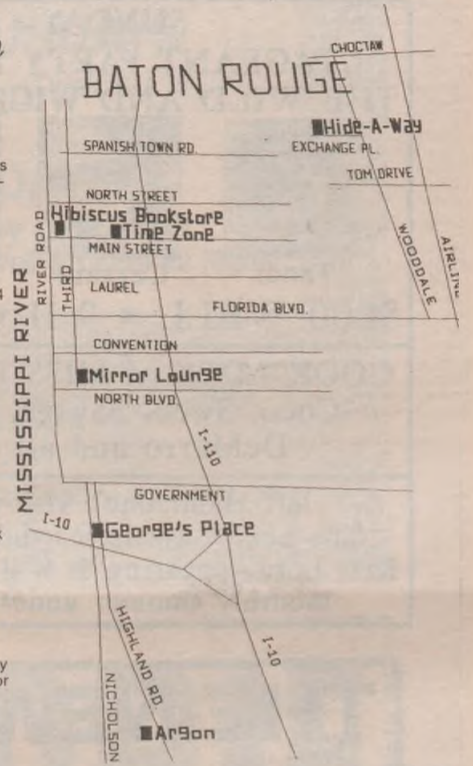 CHOCTAW
BATON ROUGE
Hide-A-Way
SPANISH TOWN RD.
EXCHANGE PL.
TOM DRIVE
NORTH STREET
Hibiscus Bookstore
Time Zone
MAIN STREET
RIVER ROAD
THIRD
WOODDALE
AIRLINE
LAUREL
FLORIDA BLVD.
MISSISSIPPI RIVER
CONVENTION
Mirror Lounge
NORTH BLVD.
I-110
GOVERNMENT
I-10
George's Place
HIGHLAND RD.
I-10
NICHOLSON
Argon